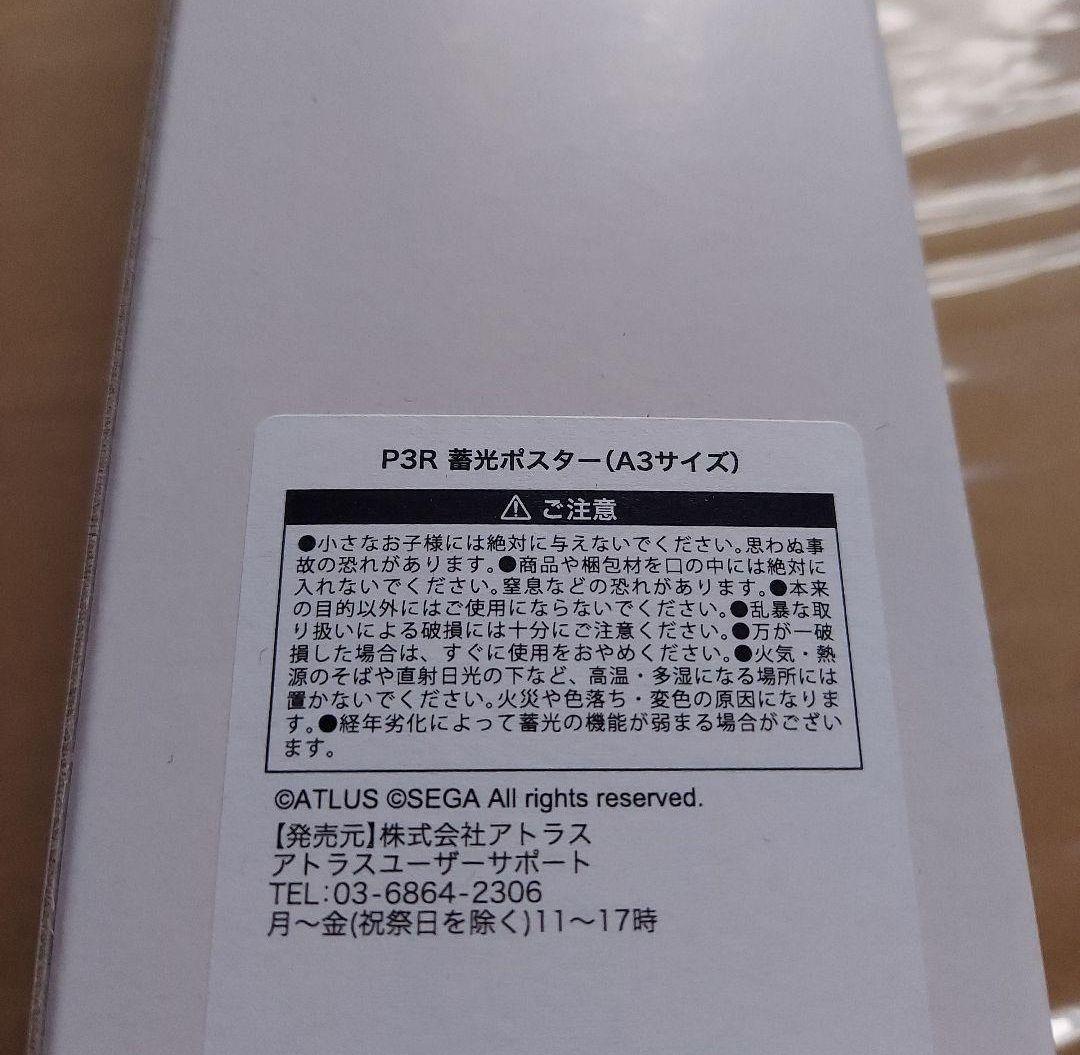 P3R 蓄光ポスター(A3サイズ)
⚠ ご注意
●小さなお子様には絶対に与えないでください。思わぬ事
故の恐れがあります。●商品や梱包材を口の中には絶対に
入れないでください。窒息などの恐れがあります。●本来
の目的以外にはご使用にならないでください。●乱暴な取
り扱いによる破損には十分にご注意ください。●万が一破
損した場合は、すぐに使用をおやめください。●火気・熱
源のそばや直射日光の下など、高温・多湿になる場所には
置かないでください。火災や色落ち・変色の原因になりま
す。●経年劣化によって蓄光の機能が弱まる場合がござい
ます。
©ATLUS ©SEGA All rights reserved.
【発売元】株式会社アトラス
アトラスユーザーサポート
TEL:03-6864-2306
月〜金(祝祭日を除く)11〜17時